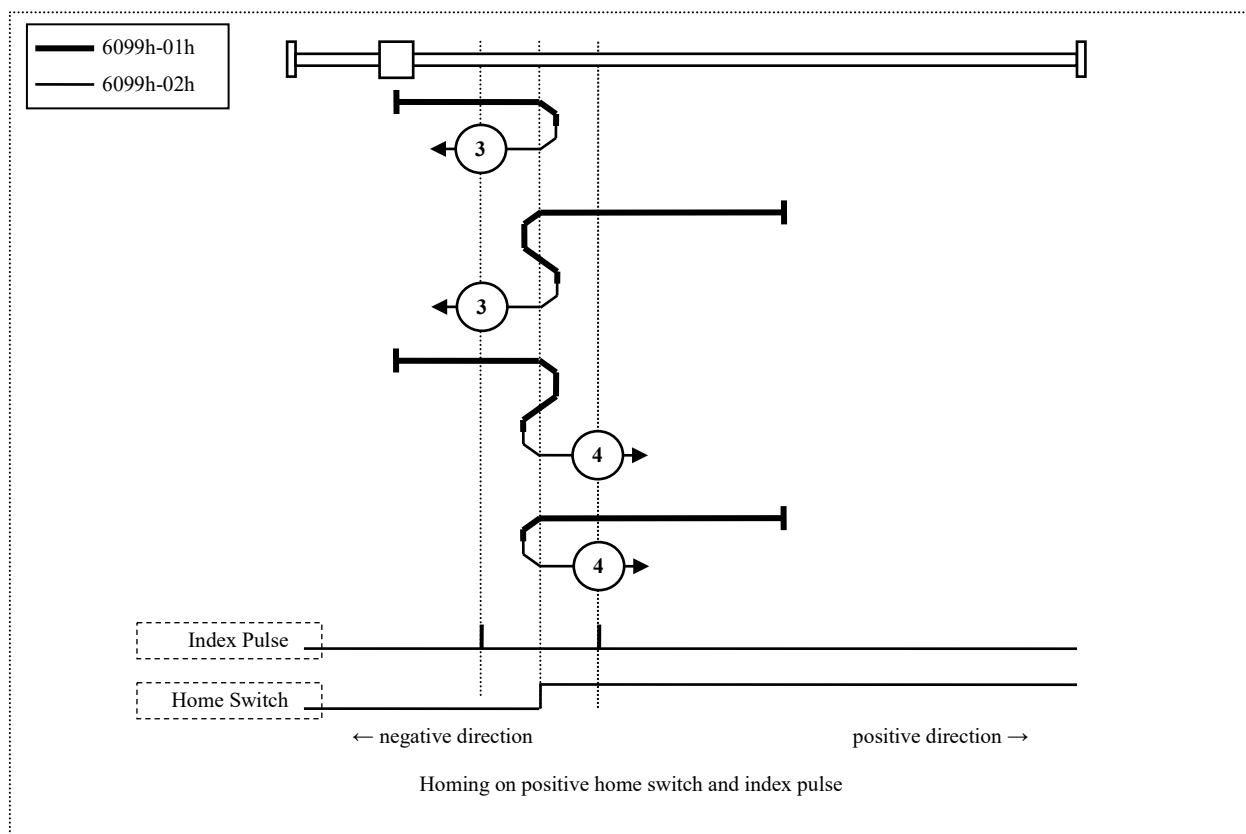 6099h-01h
6099h-02h
3
3
4
4
Index Pulse
Home Switch
← negative direction positive direction →
Homing on positive home switch and index pulse